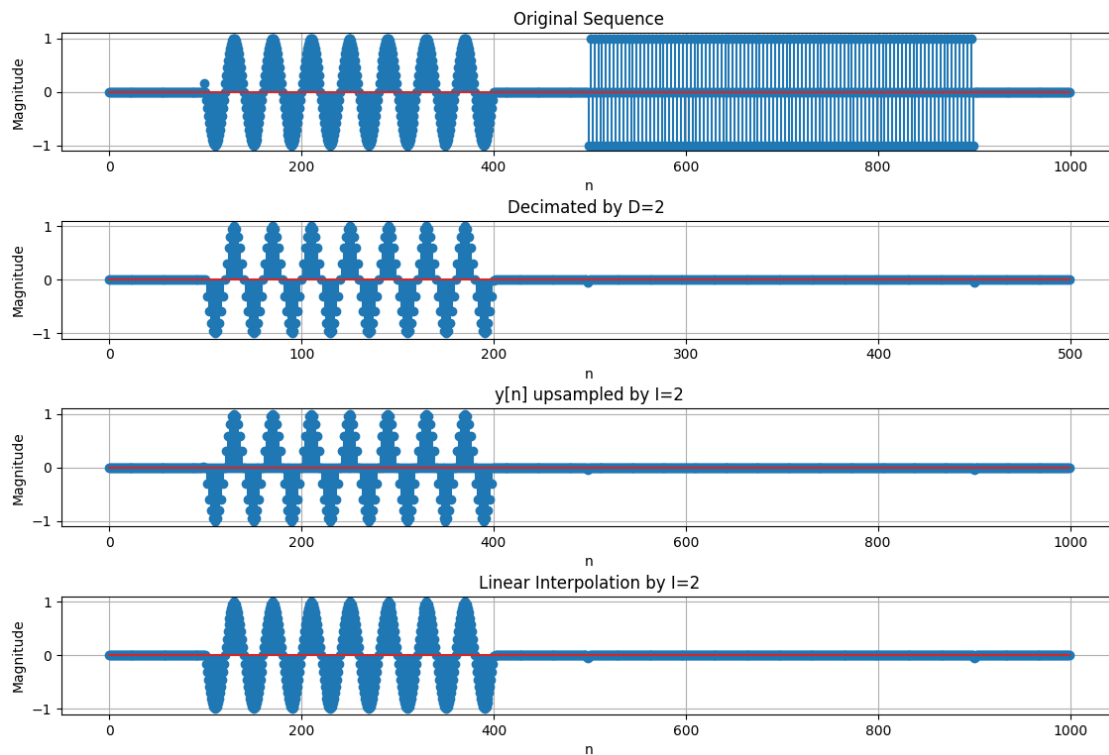 Original Sequence
Magnitude
1
0
−1
0 200 400 600 800 1000
n
Decimated by D=2
Magnitude
1
0
−1
0 100 200 300 400 500
n
y[n] upsampled by I=2
Magnitude
1
0
−1
0 200 400 600 800 1000
n
Linear Interpolation by I=2
Magnitude
1
0
−1
0 200 400 600 800 1000
n